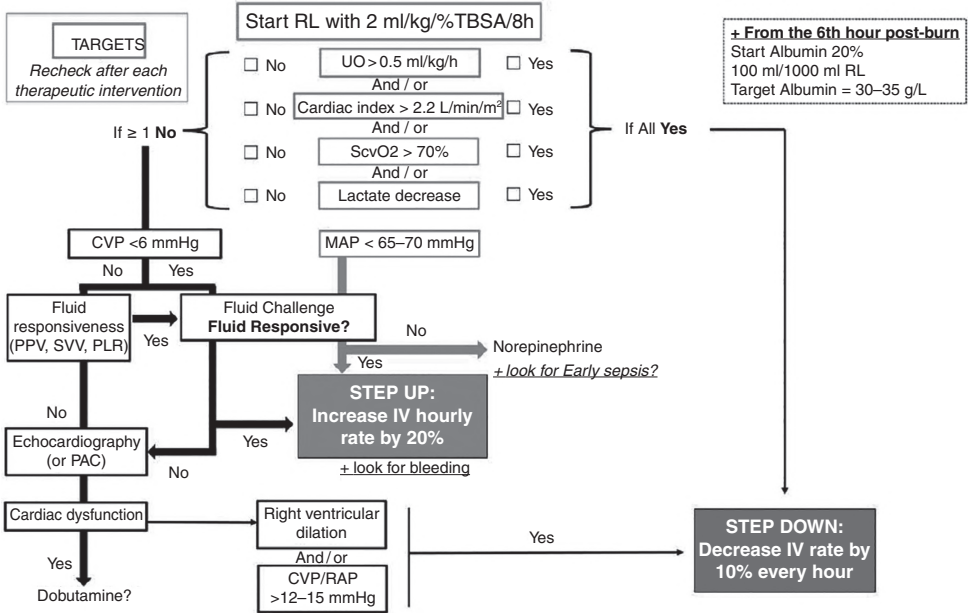 Start RL with 2 ml/kg/%TBSA/8h
TARGETS
Recheck after each
therapeutic intervention
+ From the 6th hour post-burn
Start Albumin 20%
100 ml/1000 ml RL
Target Albumin = 30–35 g/L
No
UO > 0.5 ml/kg/h
Yes
And / or
No
Cardiac index > 2.2 L/min/m²
Yes
And / or
No
ScvO2 > 70%
Yes
And / or
No
Lactate decrease
Yes
If ≥ 1 No
If All Yes
CVP <6 mmHg
MAP < 65–70 mmHg
No
Yes
Fluid
responsiveness
(PPV, SVV, PLR)
Yes
Fluid Challenge
Fluid Responsive?
No
Norepinephrine
+ look for Early sepsis?
Yes
STEP UP:
Increase IV hourly
rate by 20%
+ look for bleeding
No
Yes
Echocardiography
(or PAC)
No
Cardiac dysfunction
Yes
Dobutamine?
Right ventricular
dilation
And / or
CVP/RAP
>12–15 mmHg
Yes
STEP DOWN:
Decrease IV rate by
10% every hour